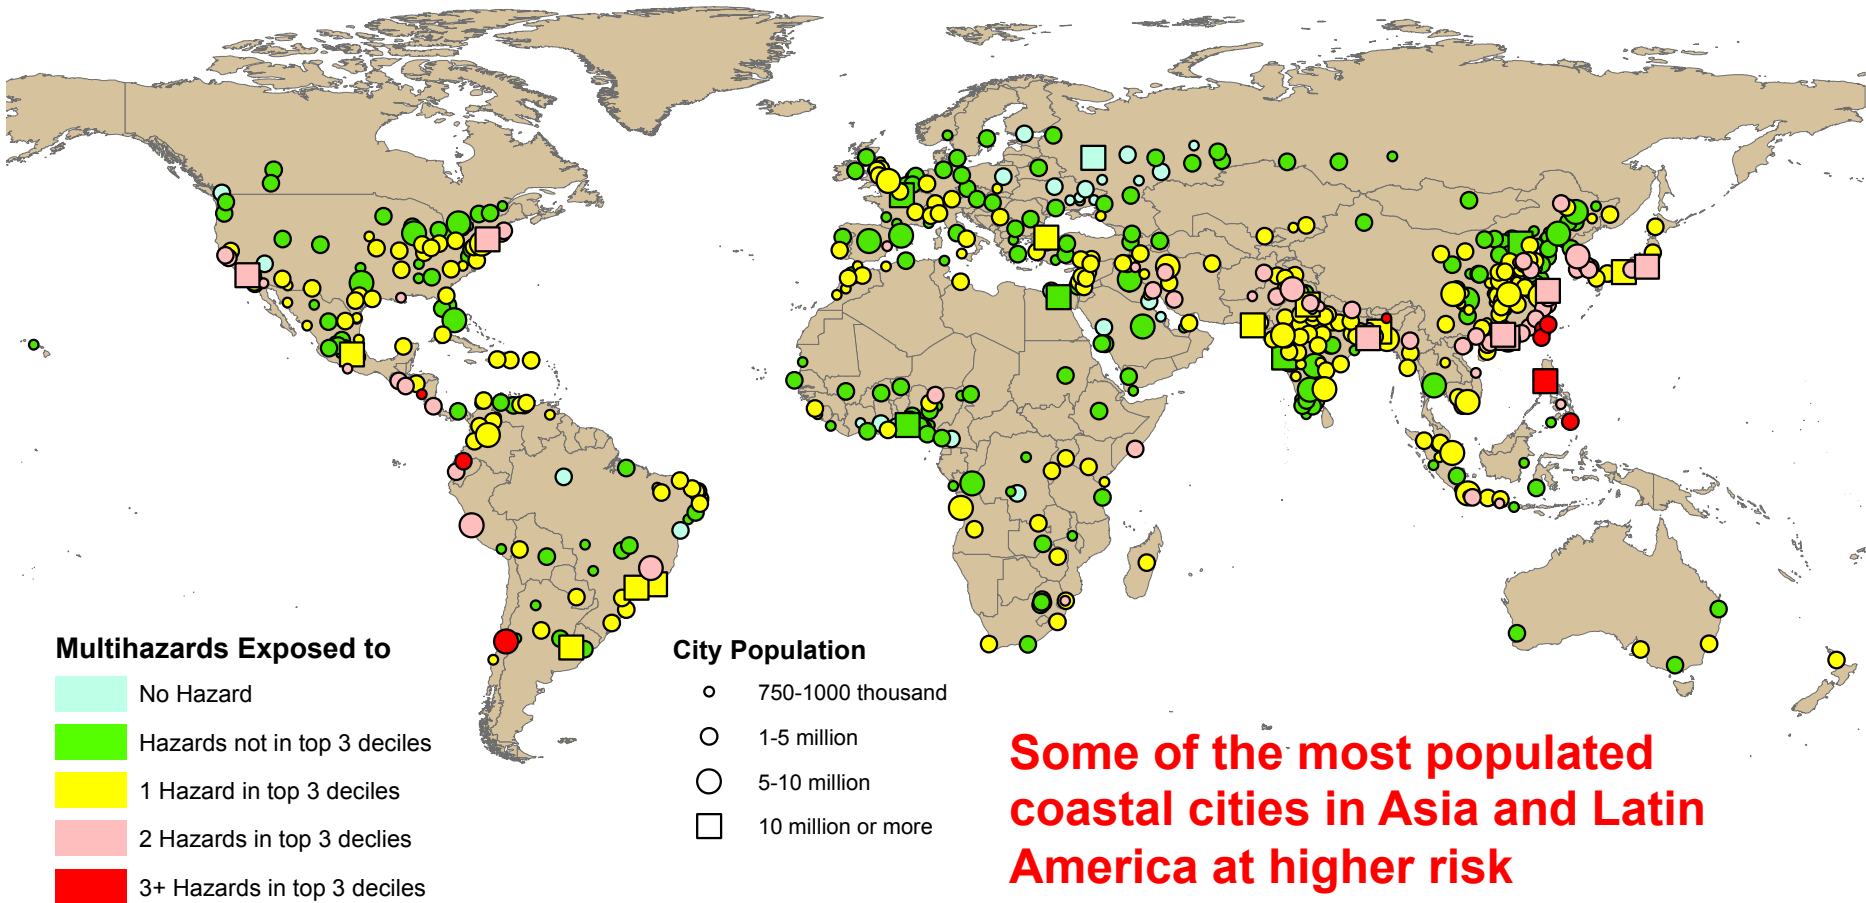 Multihazards Exposed to
No Hazard
Hazards not in top 3 deciles
1 Hazard in top 3 deciles
2 Hazards in top 3 declies
3+ Hazards in top 3 deciles
City Population
750-1000 thousand
1-5 million
5-10 million
10 million or more
Some of the most populated
coastal cities in Asia and Latin
America at higher risk